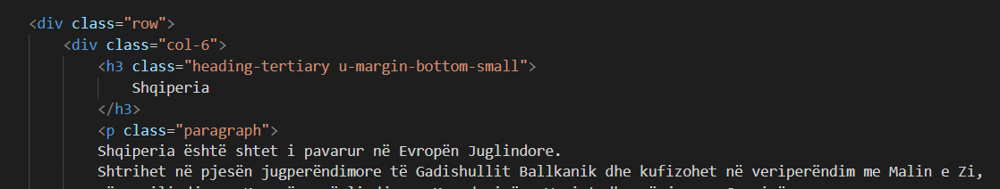 <div class="row">
<div class="col-6">
<h3 class="heading-tertiary u-margin-bottom-small">
Shqiperia
</h3>
<p class="paragraph">
Shqiperia është shtet i pavarur në Evropën Juglindore.
Shtrihet në pjesën jugperëndimore të Gadishullit Ballkanik dhe kufizohet në veriperëndim me Malin e Zi,